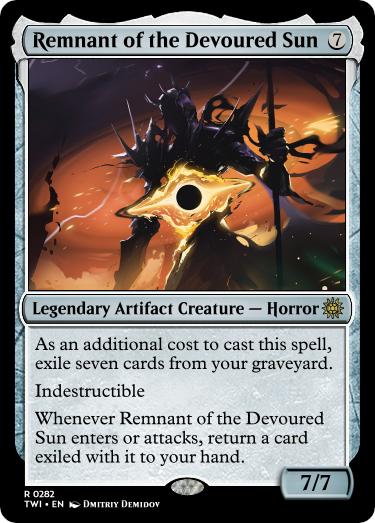 Remnant of the Devoured Sun 7
Legendary Artifact Creature — Horror
As an additional cost to cast this spell,
exile seven cards from your graveyard.
Indestructible
Whenever Remnant of the Devoured
Sun enters or attacks, return a card
exiled with it to your hand.
7/7
R 0282
TWI • EN Dmitriy Demidov